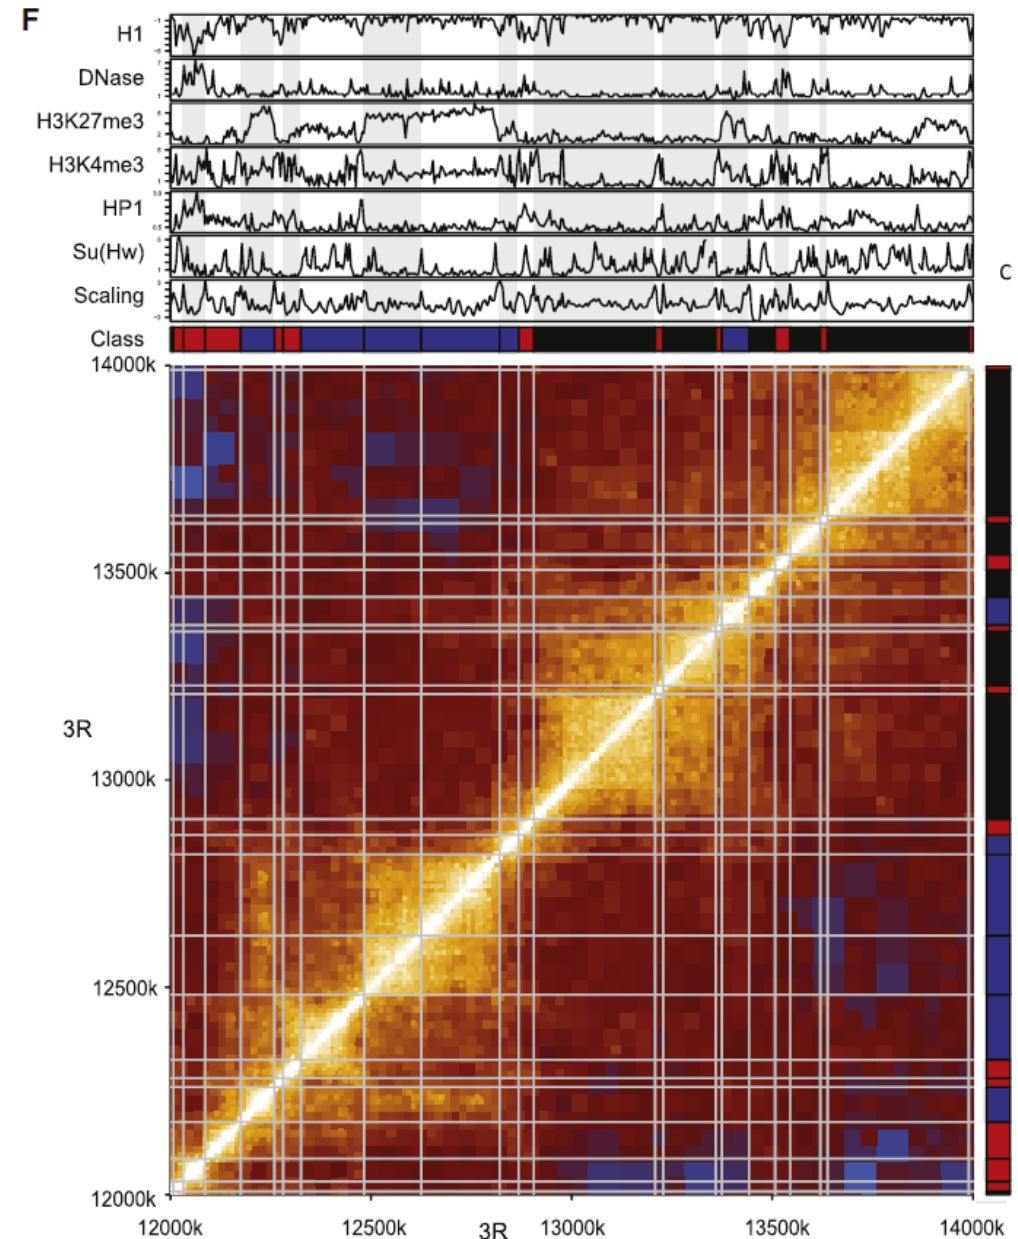 F
H1
DNase
H3K27me3
H3K4me3
HP1
Su(Hw)
Scaling
Class
C
14000k
13500k
3R
13000k
12500k
12000k
12000k 12500k 3R 13000k 13500k 14000k